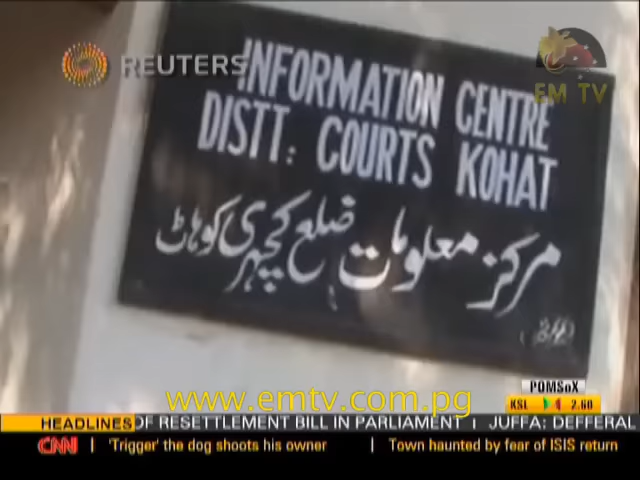 REUTERS
EM TV
INFORMATION CENTRE
DISTT: COURTS KOHAT
مرکز معلومات ضلع کچہری کوہاٹ
www.emtv.com.pg
POMSoX
KSL 2.60
HEADLINES OF RESETTLEMENT BILL IN PARLIAMENT | JUFFA: DEFFERAL
CNN | 'Trigger' the dog shoots his owner | Town haunted by fear of ISIS return